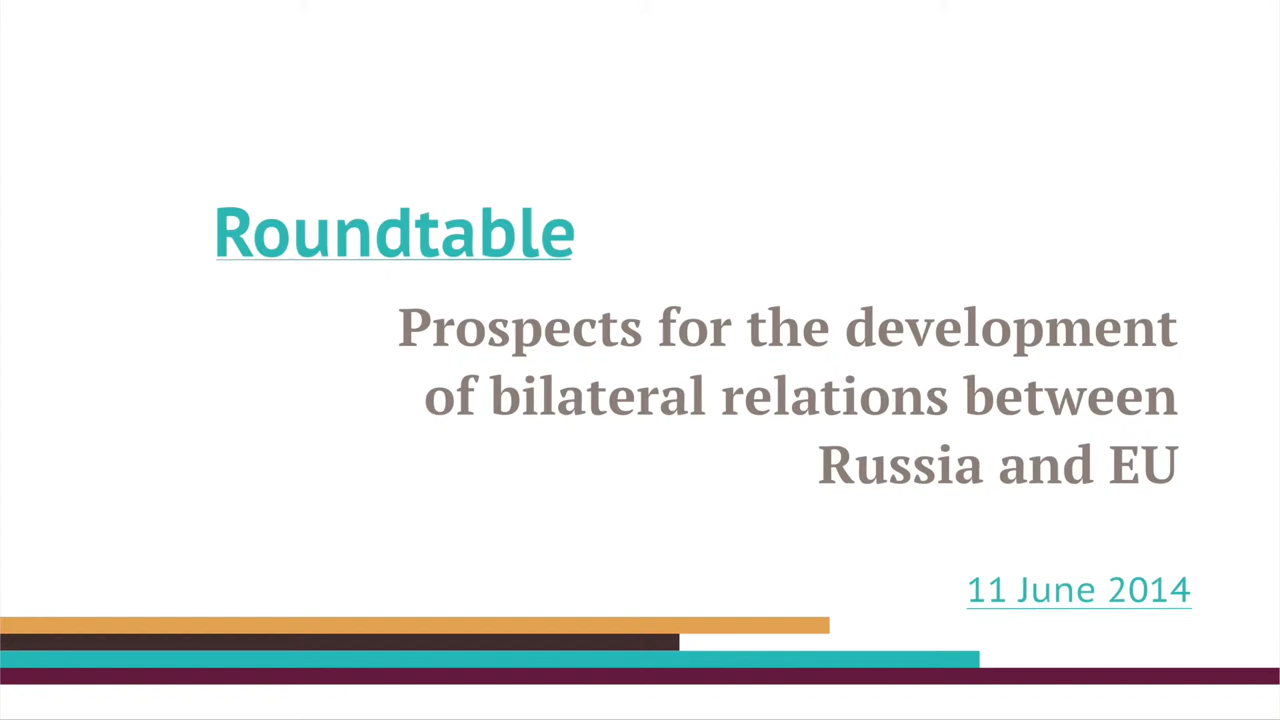 Roundtable
Prospects for the development
of bilateral relations between
Russia and EU
11 June 2014